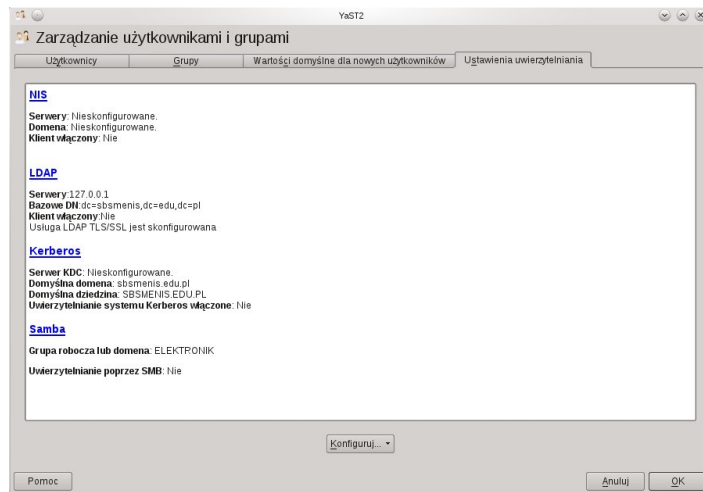 YaST2
Zarządzanie użytkownikami i grupami
Użytkownicy
Grupy
Wartości domyślne dla nowych użytkowników
Ustawienia uwierzytelniania
NIS
Serwery: Nieskonfigurowane.
Domena: Nieskonfigurowane.
Klient włączony: Nie
LDAP
Serwery:127.0.0.1
Bazowe DN:dc=sbsmenis,dc=edu,dc=pl
Klient włączony:Nie
Usługa LDAP TLS/SSL jest skonfigurowana
Kerberos
Serwer KDC: Nieskonfigurowane.
Domyślna domena: sbsmenis.edu.pl
Domyślna dziedzina: SBSMENIS.EDU.PL
Uwierzytelnianie systemu Kerberos włączone: Nie
Samba
Grupa robocza lub domena: ELEKTRONIK
Uwierzytelnianie poprzez SMB: Nie
Konfiguruj...
Pomoc
Anuluj
OK